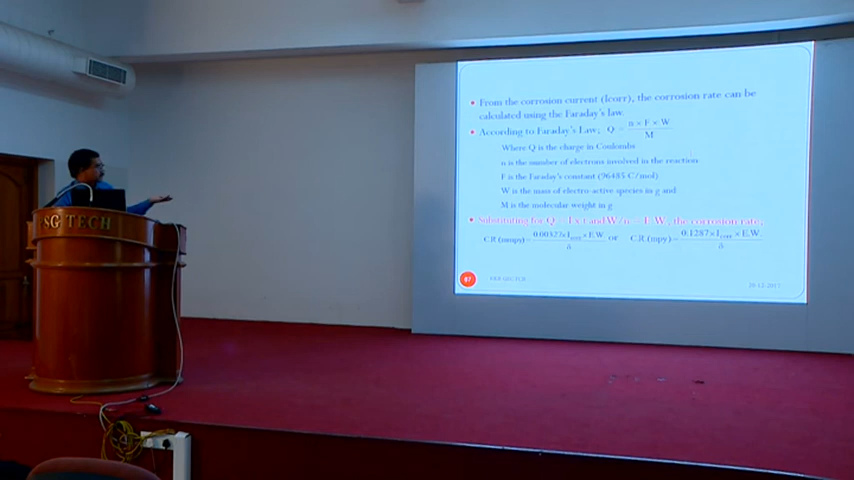 From the corrosion current (Icorr), the corrosion rate can be
calculated using the Faraday's law.
According to Faraday's Law, Q = n × F × W / M
Where Q is the charge in Coulombs
n is the number of electrons involved in the reaction
F is the Faraday's constant (96485 C/mol)
W is the mass of electro-active species in g and
M is the molecular weight in g
Substituting for Q = I x t and W/n = E.W, the corrosion rate,
C.R.(mmpy)= 0.00327× Icorr × E.W. / δ or C.R.(mpy)= 0.1287× Icorr × E.W. / δ
87
SG TECH